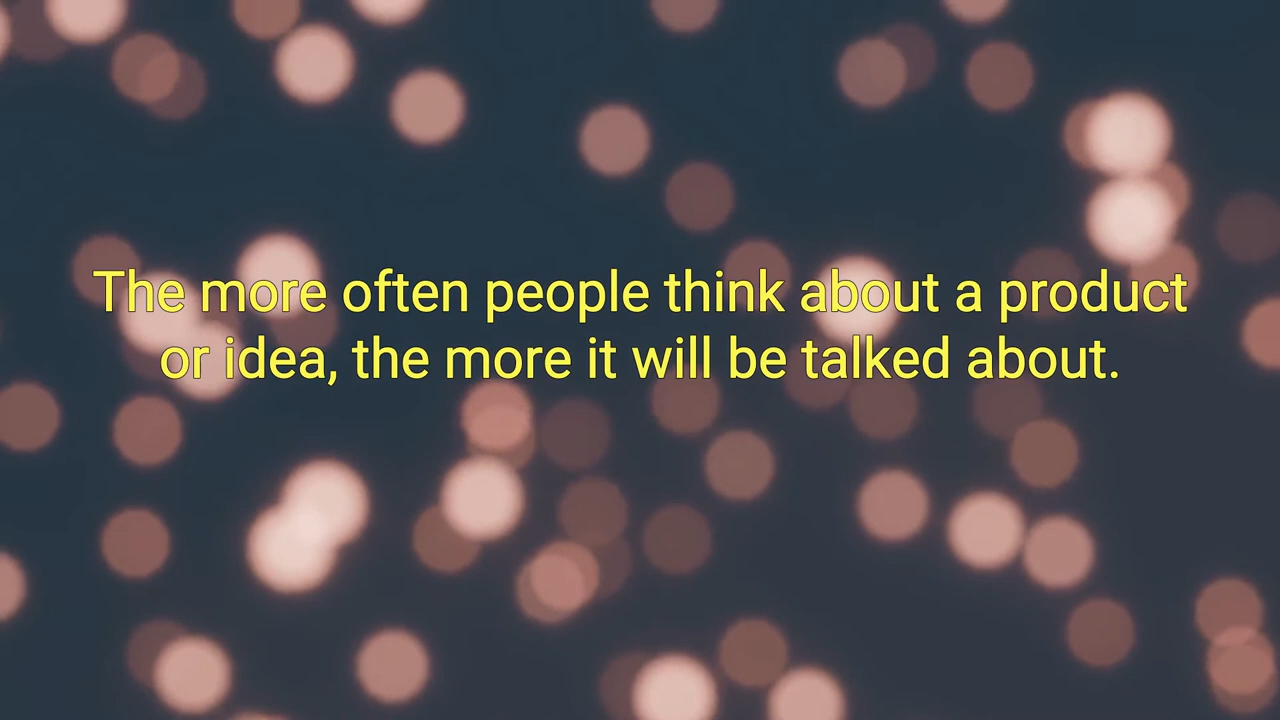 The more often people think about a product
or idea, the more it will be talked about.